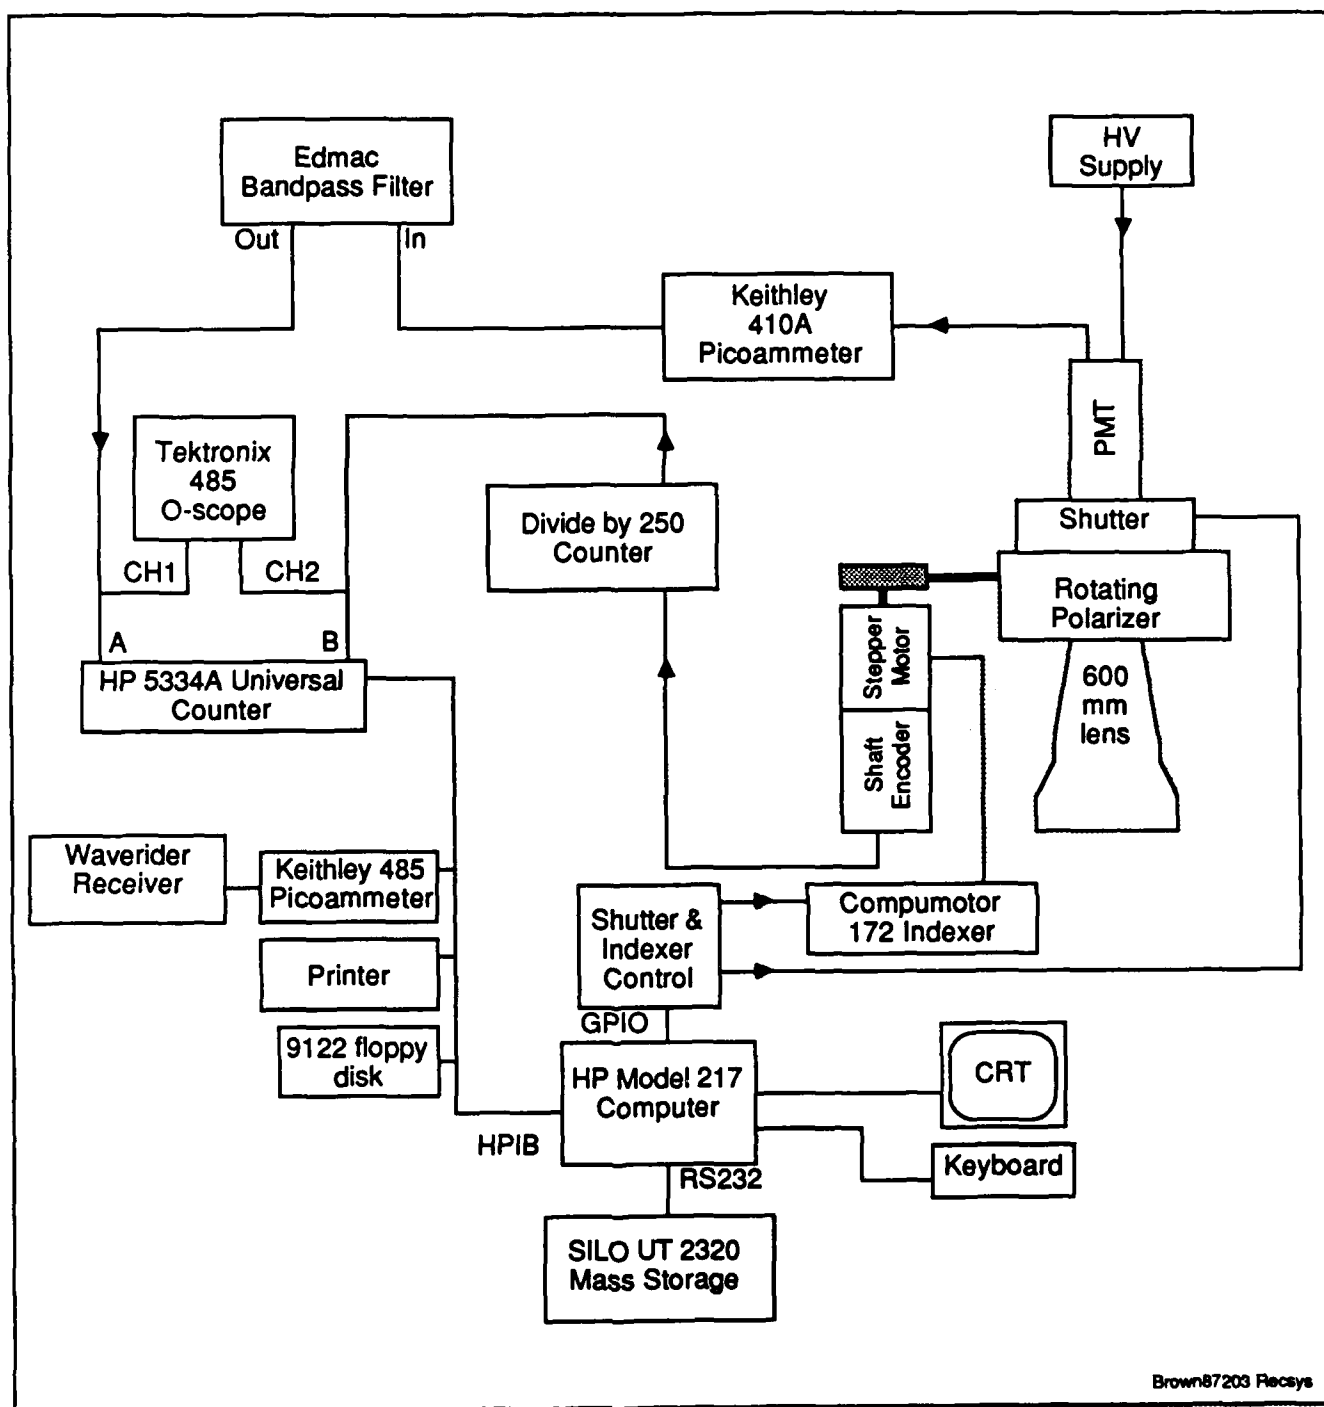 Edmac
Bandpass Filter
Out
In
HV
Supply
Keithley
410A
Picoammeter
PMT
Tektronix
485
O-scope
CH1
CH2
Divide by 250
Counter
Shutter
Rotating
Polarizer
A
B
HP 5334A Universal
Counter
Stepper
Motor
Shaft
Encoder
600
mm
lens
Waverider
Receiver
Keithley 485
Picoammeter
Shutter &
Indexer
Control
Compumotor
172 Indexer
Printer
GPIO
9122 floppy
disk
HP Model 217
Computer
CRT
HPIB
Keyboard
RS232
SILO UT 2320
Mass Storage
Brown87203 Recsys